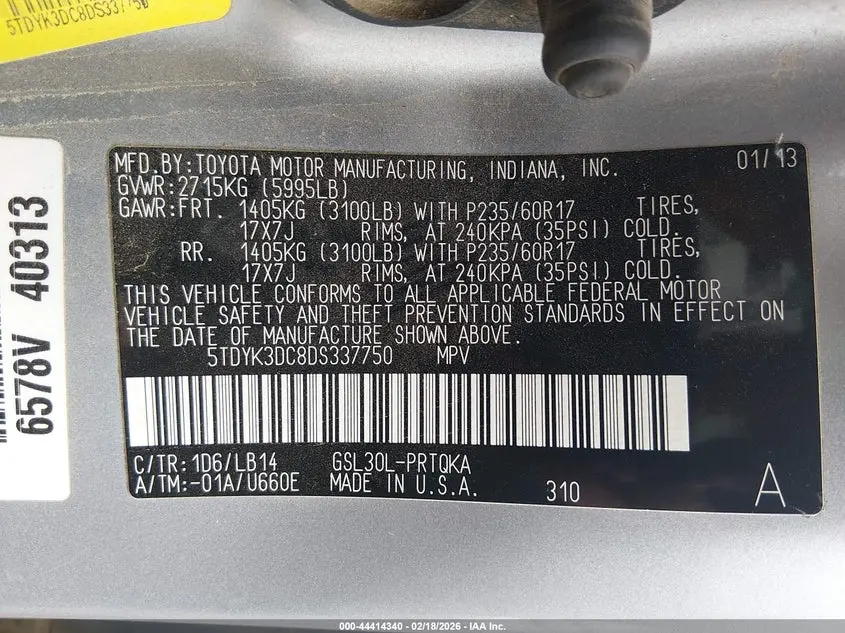 5TDYK3DC8DS337750
6578V 40313
MFD.BY:TOYOTA MOTOR MANUFACTURING, INDIANA, INC. 01/13
GVWR:2715KG (5995LB)
GAWR:FRT. 1405KG (3100LB) WITH P235/60R17 TIRES,
17X7J RIMS, AT 240KPA (35PSI) COLD.
RR. 1405KG (3100LB) WITH P235/60R17 TIRES,
17X7J RIMS, AT 240KPA (35PSI) COLD.
THIS VEHICLE CONFORMS TO ALL APPLICABLE FEDERAL MOTOR
VEHICLE SAFETY AND THEFT PREVENTION STANDARDS IN EFFECT ON
THE DATE OF MANUFACTURE SHOWN ABOVE.
5TDYK3DC8DS337750 MPV
C/TR:1D6/LB14 GSL30L-PRTQKA
A/TM:-01A/U660E MADE IN U.S.A. 310 A
000-44414340 - 02/18/2026 - IAA Inc.